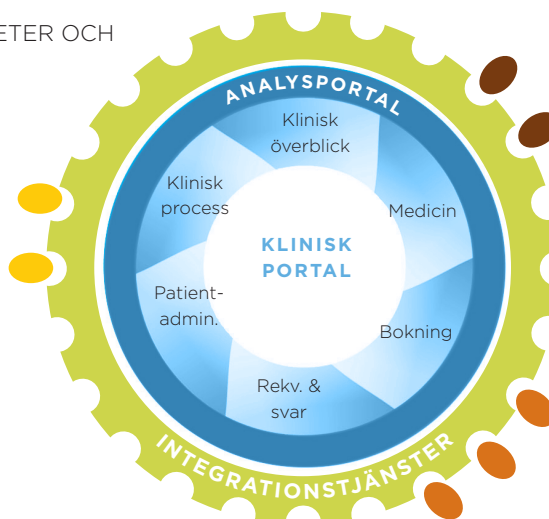 ETER OCH
ANALYSPORTAL
Klinisk
överblick
Klinisk
process
Medicin
KLINISK
PORTAL
Patient-
admin.
Bokning
Rekv. &
svar
INTEGRATIONSTJÄNSTER